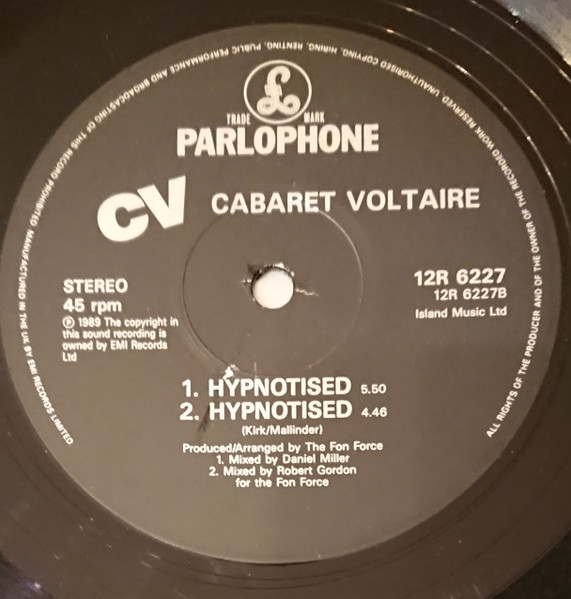 £
TRADE MARK
PARLOPHONE
CV CABARET VOLTAIRE
STEREO
45 rpm
℗ 1989 The copyright in
this sound recording is
owned by EMI Records
Ltd
12R 6227
12R 6227B
Island Music Ltd
1. HYPNOTISED 5.50
2. HYPNOTISED 4.46
(Kirk/Mallinder)
Produced/Arranged by The Fon Force
1. Mixed by Daniel Miller
2. Mixed by Robert Gordon
for the Fon Force
MANUFACTURED IN THE UK BY EMI RECORDS LIMITED
ALL RIGHTS OF THE PRODUCER AND OF THE OWNER OF THE RECORDED WORK RESERVED. UNAUTHORISED COPYING, HIRING, RENTING, PUBLIC PERFORMANCE AND BROADCASTING OF THIS RECORD PROHIBITED.